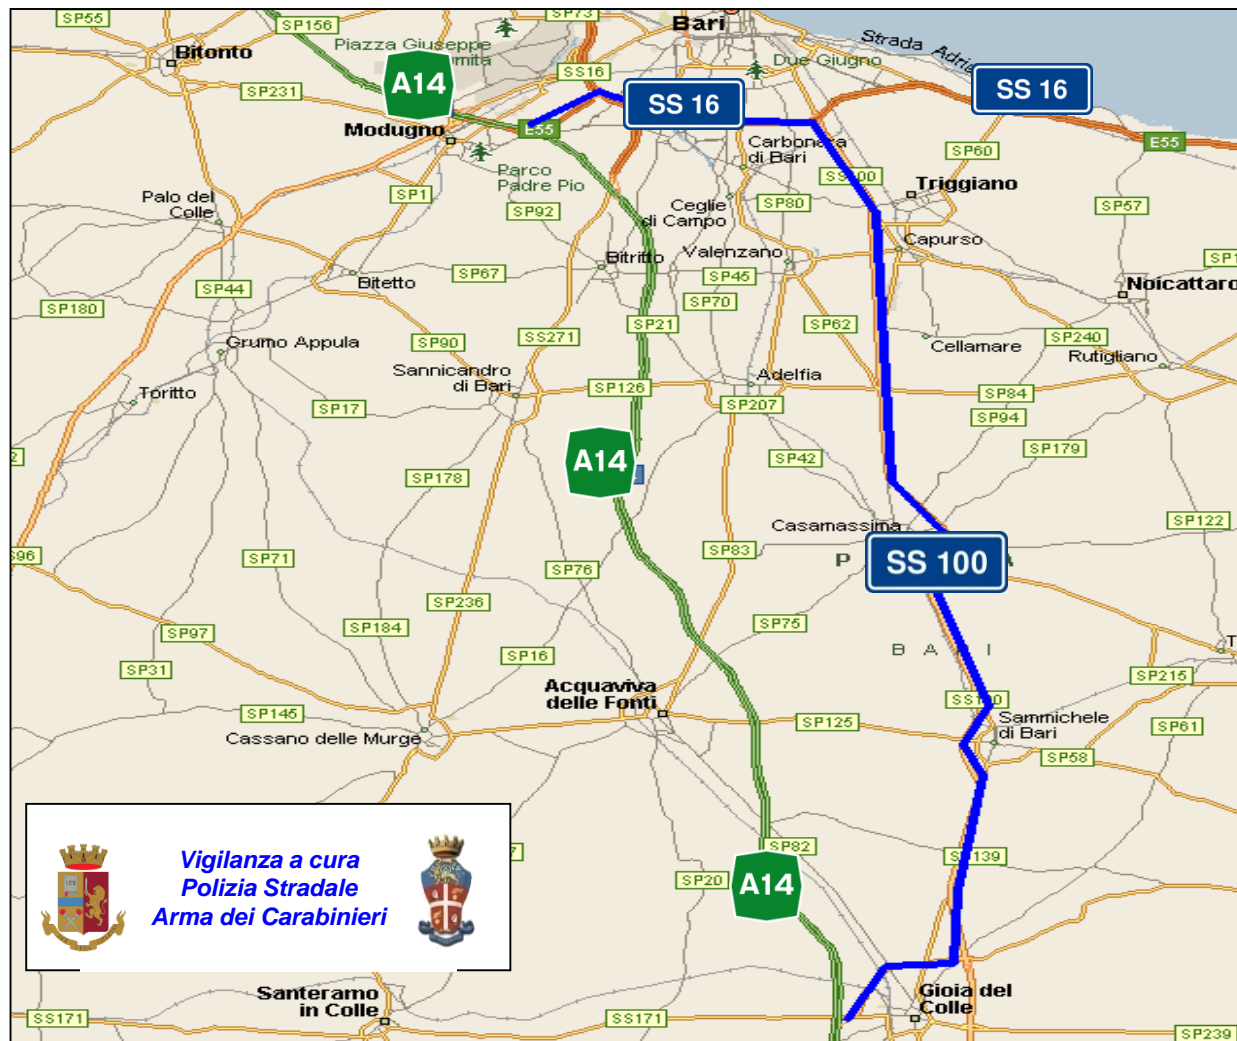 SP55
SP156
SP73
Bari
Bitonto
Piazza Giuseppe
Strada
Due Giugno
A14
SS16
SP231
SS 16
SS 16
Modugno
E55
E55
Carbonara
di Bari
SP60
Parco
Padre Pio
SS100
Triggiano
SP1
Palo del
Colle
SP92
Ceglie
di Campo
SP80
SP57
Capurso
Bitritto
Valenzano
SP67
SP45
Bitetto
SP44
SP70
Noicattaro
SP180
SP21
SP62
SP90
SS271
Cellamare
SP240
Grumo Appula
Rutigliano
Sannicandro
di Bari
Adelfia
SP126
Toritto
SP84
SP17
SP207
SP94
A14
SP42
SP179
SP178
Casamassima
SP122
S96
SP71
SP83
SS 100
P
A
SP76
SP236
SP184
SP75
SP97
B A I
SP16
SP31
SP215
Acquaviva
delle Fonti
SP145
SP125
Sammichele
di Bari
SP61
Cassano delle Murge
SP58
SP82
Vigilanza a cura
Polizia Stradale
Arma dei Carabinieri
SP20
A14
Santeramo
in Colle
Gioia del
Colle
SS171
SS171
SP239